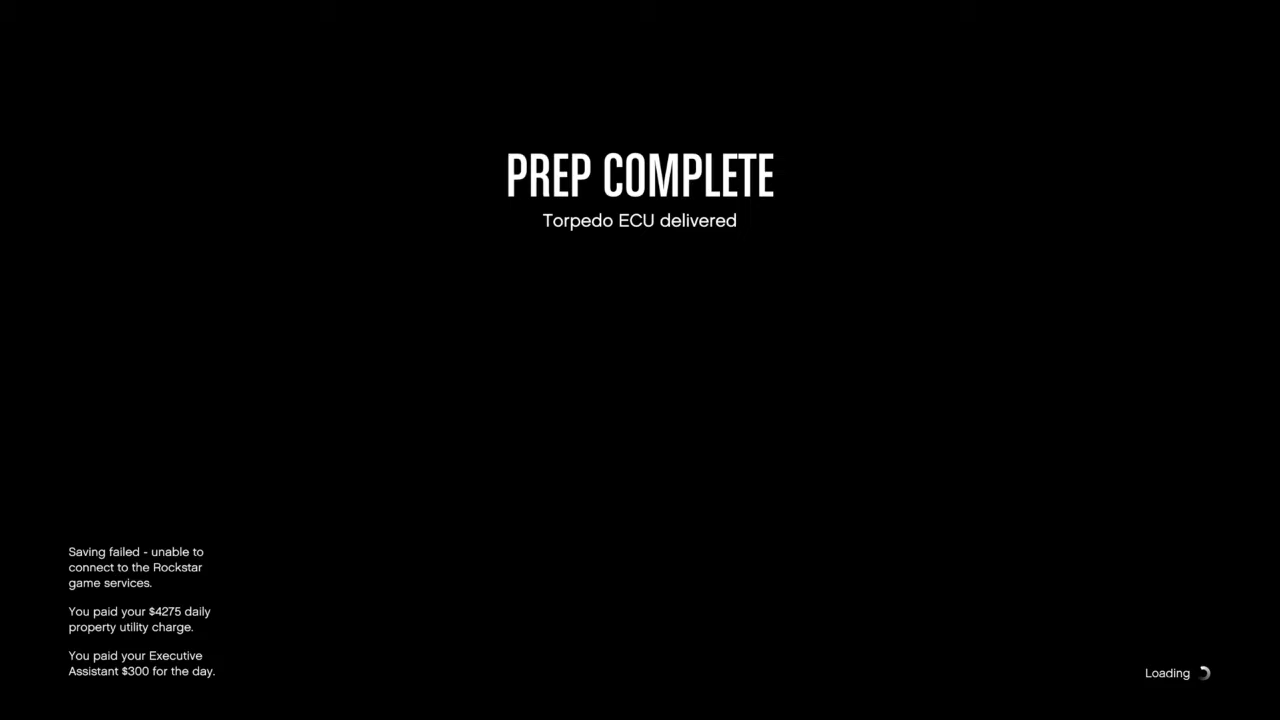 PREP COMPLETE
Torpedo ECU delivered
Saving failed - unable to
connect to the Rockstar
game services.
You paid your $4275 daily
property utility charge.
You paid your Executive
Assistant $300 for the day.
Loading